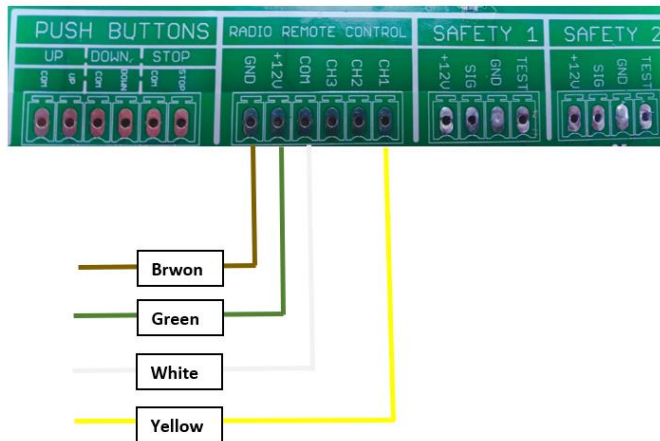 PUSH BUTTONS
UP DOWN STOP
COM UP COM DOWN COM STOP
RADIO REMOTE CONTROL
GND +12V COM CH3 CH2 CH1
SAFETY 1
+12V SIG GND TEST
SAFETY 2
+12V SIG GND TEST
Brwon
Green
White
Yellow